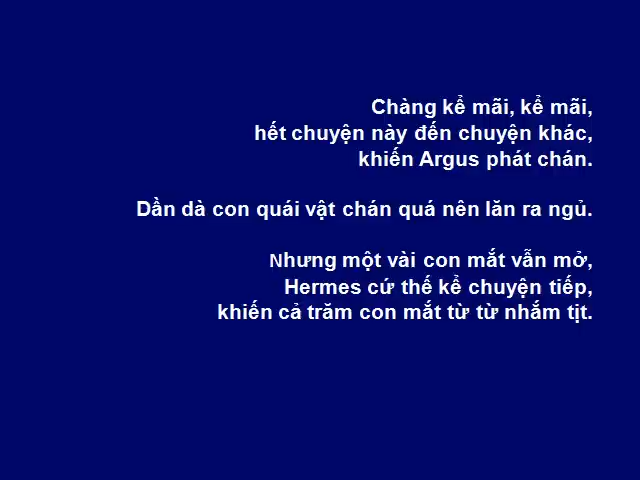 Chàng kể mãi, kể mãi,
hết chuyện này đến chuyện khác,
khiến Argus phát chán.
Dần dà con quái vật chán quá nên lăn ra ngủ.
Nhưng một vài con mắt vẫn mở,
Hermes cứ thế kể chuyện tiếp,
khiến cả trăm con mắt từ từ nhắm tịt.